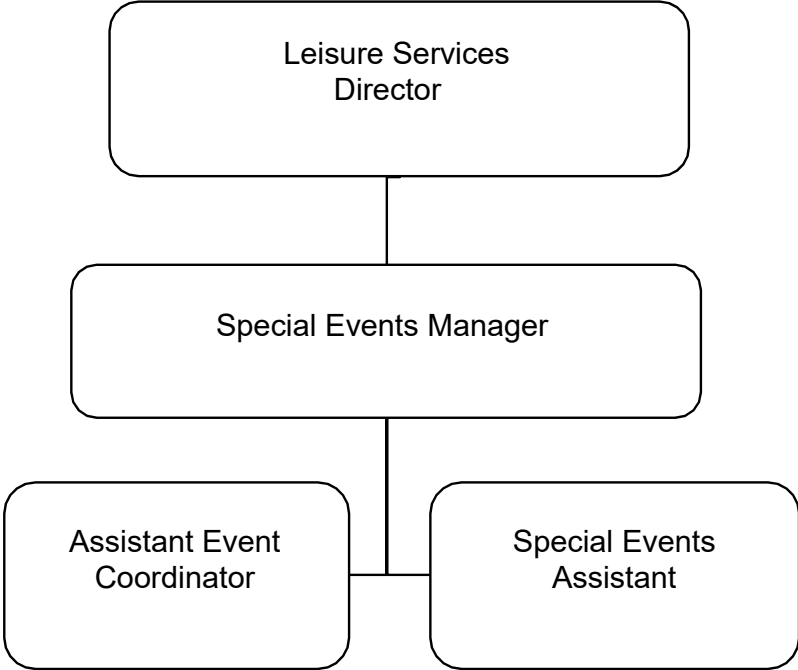 Leisure Services
Director
Special Events Manager
Assistant Event
Coordinator
Special Events
Assistant